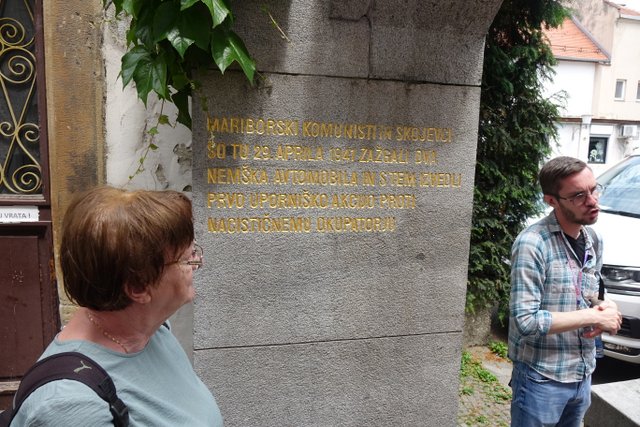 MARIBORSKI KOMUNISTI IN SKOJEVCI
SO TU 29. APRILA 1941 ZAŽGALI DVA
NEMŠKA AVTOMOBILA IN S TEM IZVEDLI
PRVO UPORNIŠKO AKCIJO PROTI
NACISTIČNEMU OKUPATORJU
VRATA !